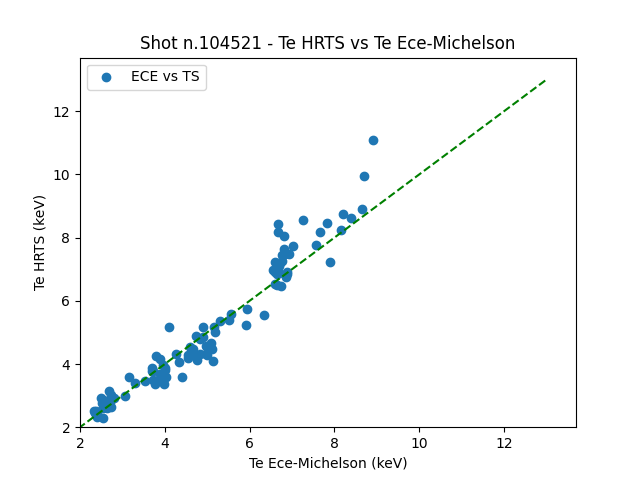 Shot n.104521 - Te HRTS vs Te Ece-Michelson
ECE vs TS
Te HRTS (keV)
12
10
8
6
4
2
2 4 6 8 10 12
Te Ece-Michelson (keV)